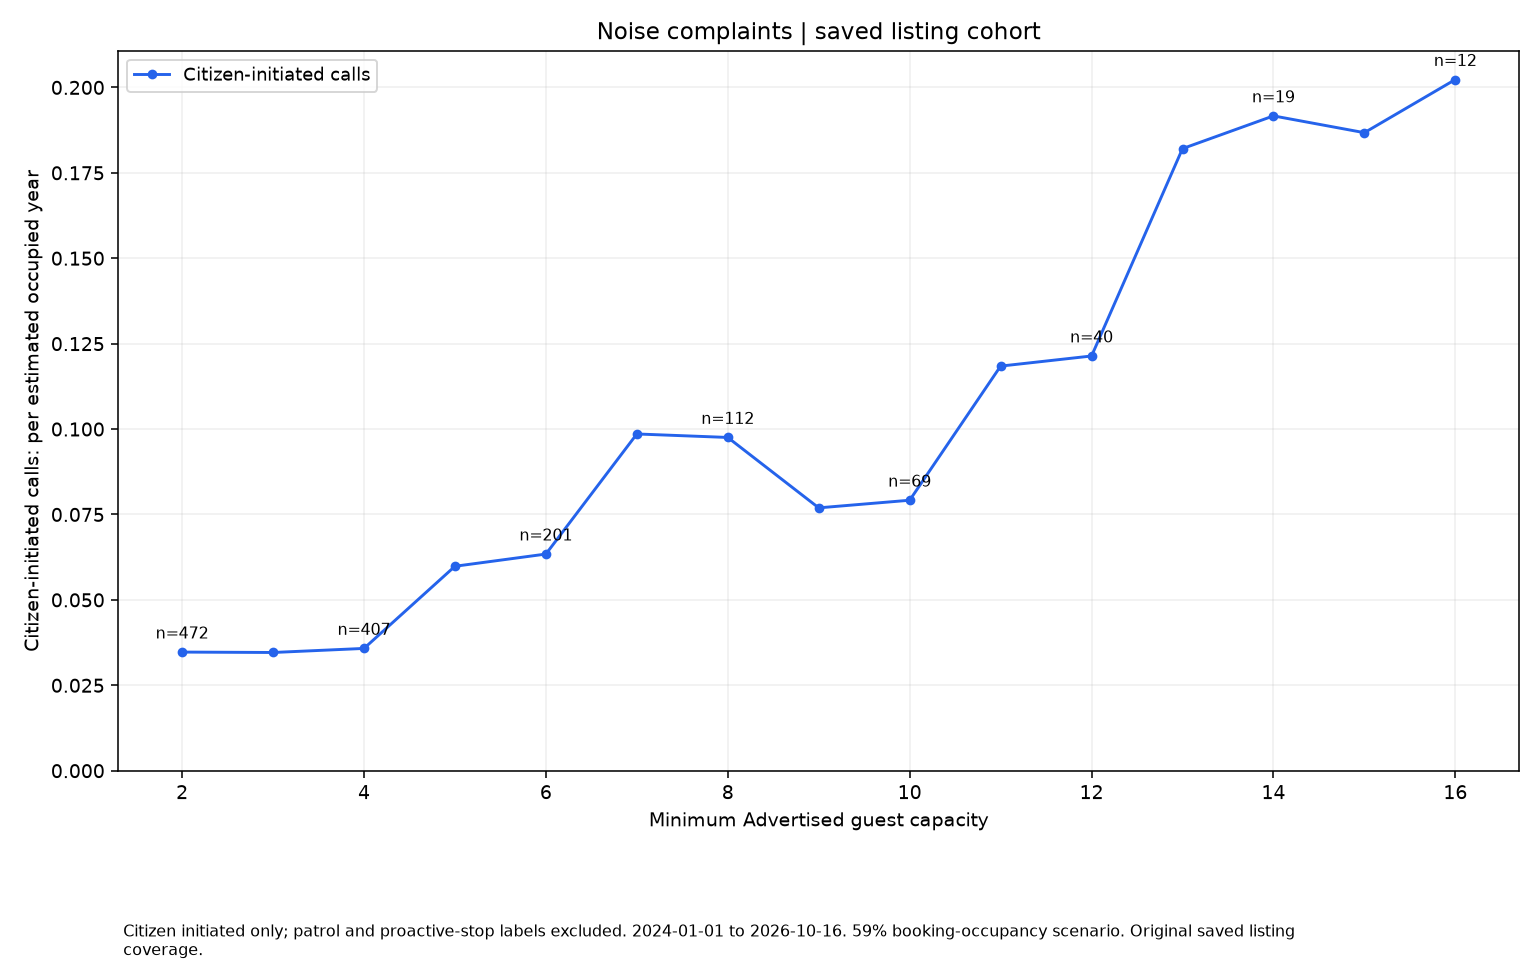 Noise complaints | saved listing cohort
Citizen-initiated calls
Citizen-initiated calls: per estimated occupied year
0.200
0.175
0.150
0.125
0.100
0.075
0.050
0.025
0.000
n=472
n=407
n=201
n=112
n=69
n=40
n=19
n=12
2 4 6 8 10 12 14 16
Minimum Advertised guest capacity
Citizen initiated only; patrol and proactive-stop labels excluded. 2024-01-01 to 2026-10-16. 59% booking-occupancy scenario. Original saved listing
coverage.